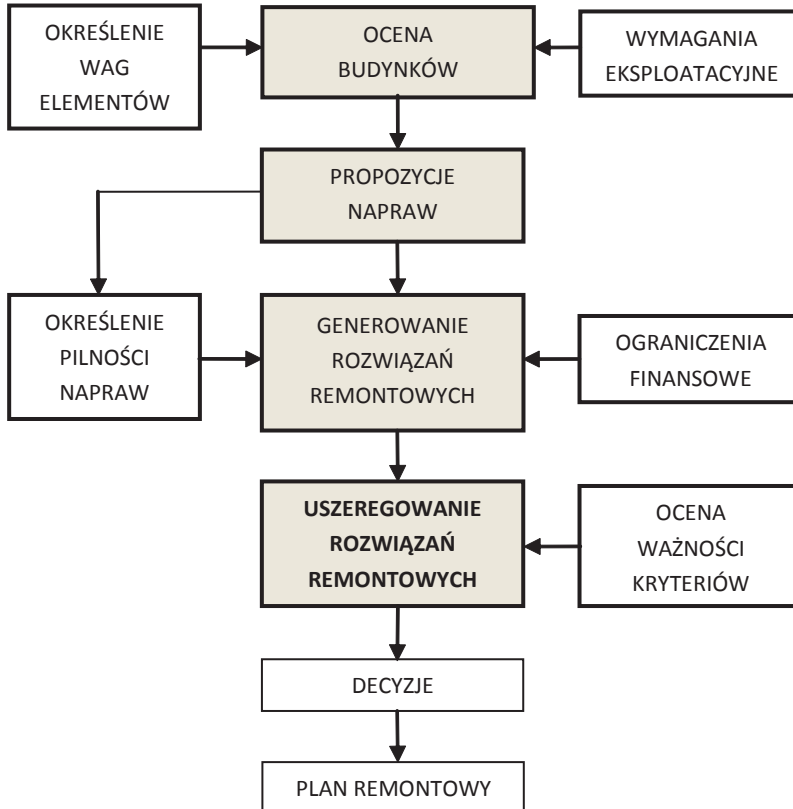 OKREŚLENIE
WAG
ELEMENTÓW
OCENA
BUDYNKÓW
WYMAGANIA
EKSPLOATACYJNE
PROPOZYCJE
NAPRAW
OKREŚLENIE
PILNOŚCI
NAPRAW
GENEROWANIE
ROZWIĄZAŃ
REMONTOWYCH
OGRANICZENIA
FINANSOWE
USZEREGOWANIE
ROZWIĄZAŃ
REMONTOWYCH
OCENA
WAŻNOŚCI
KRYTERIÓW
DECYZJE
PLAN REMONTOWY